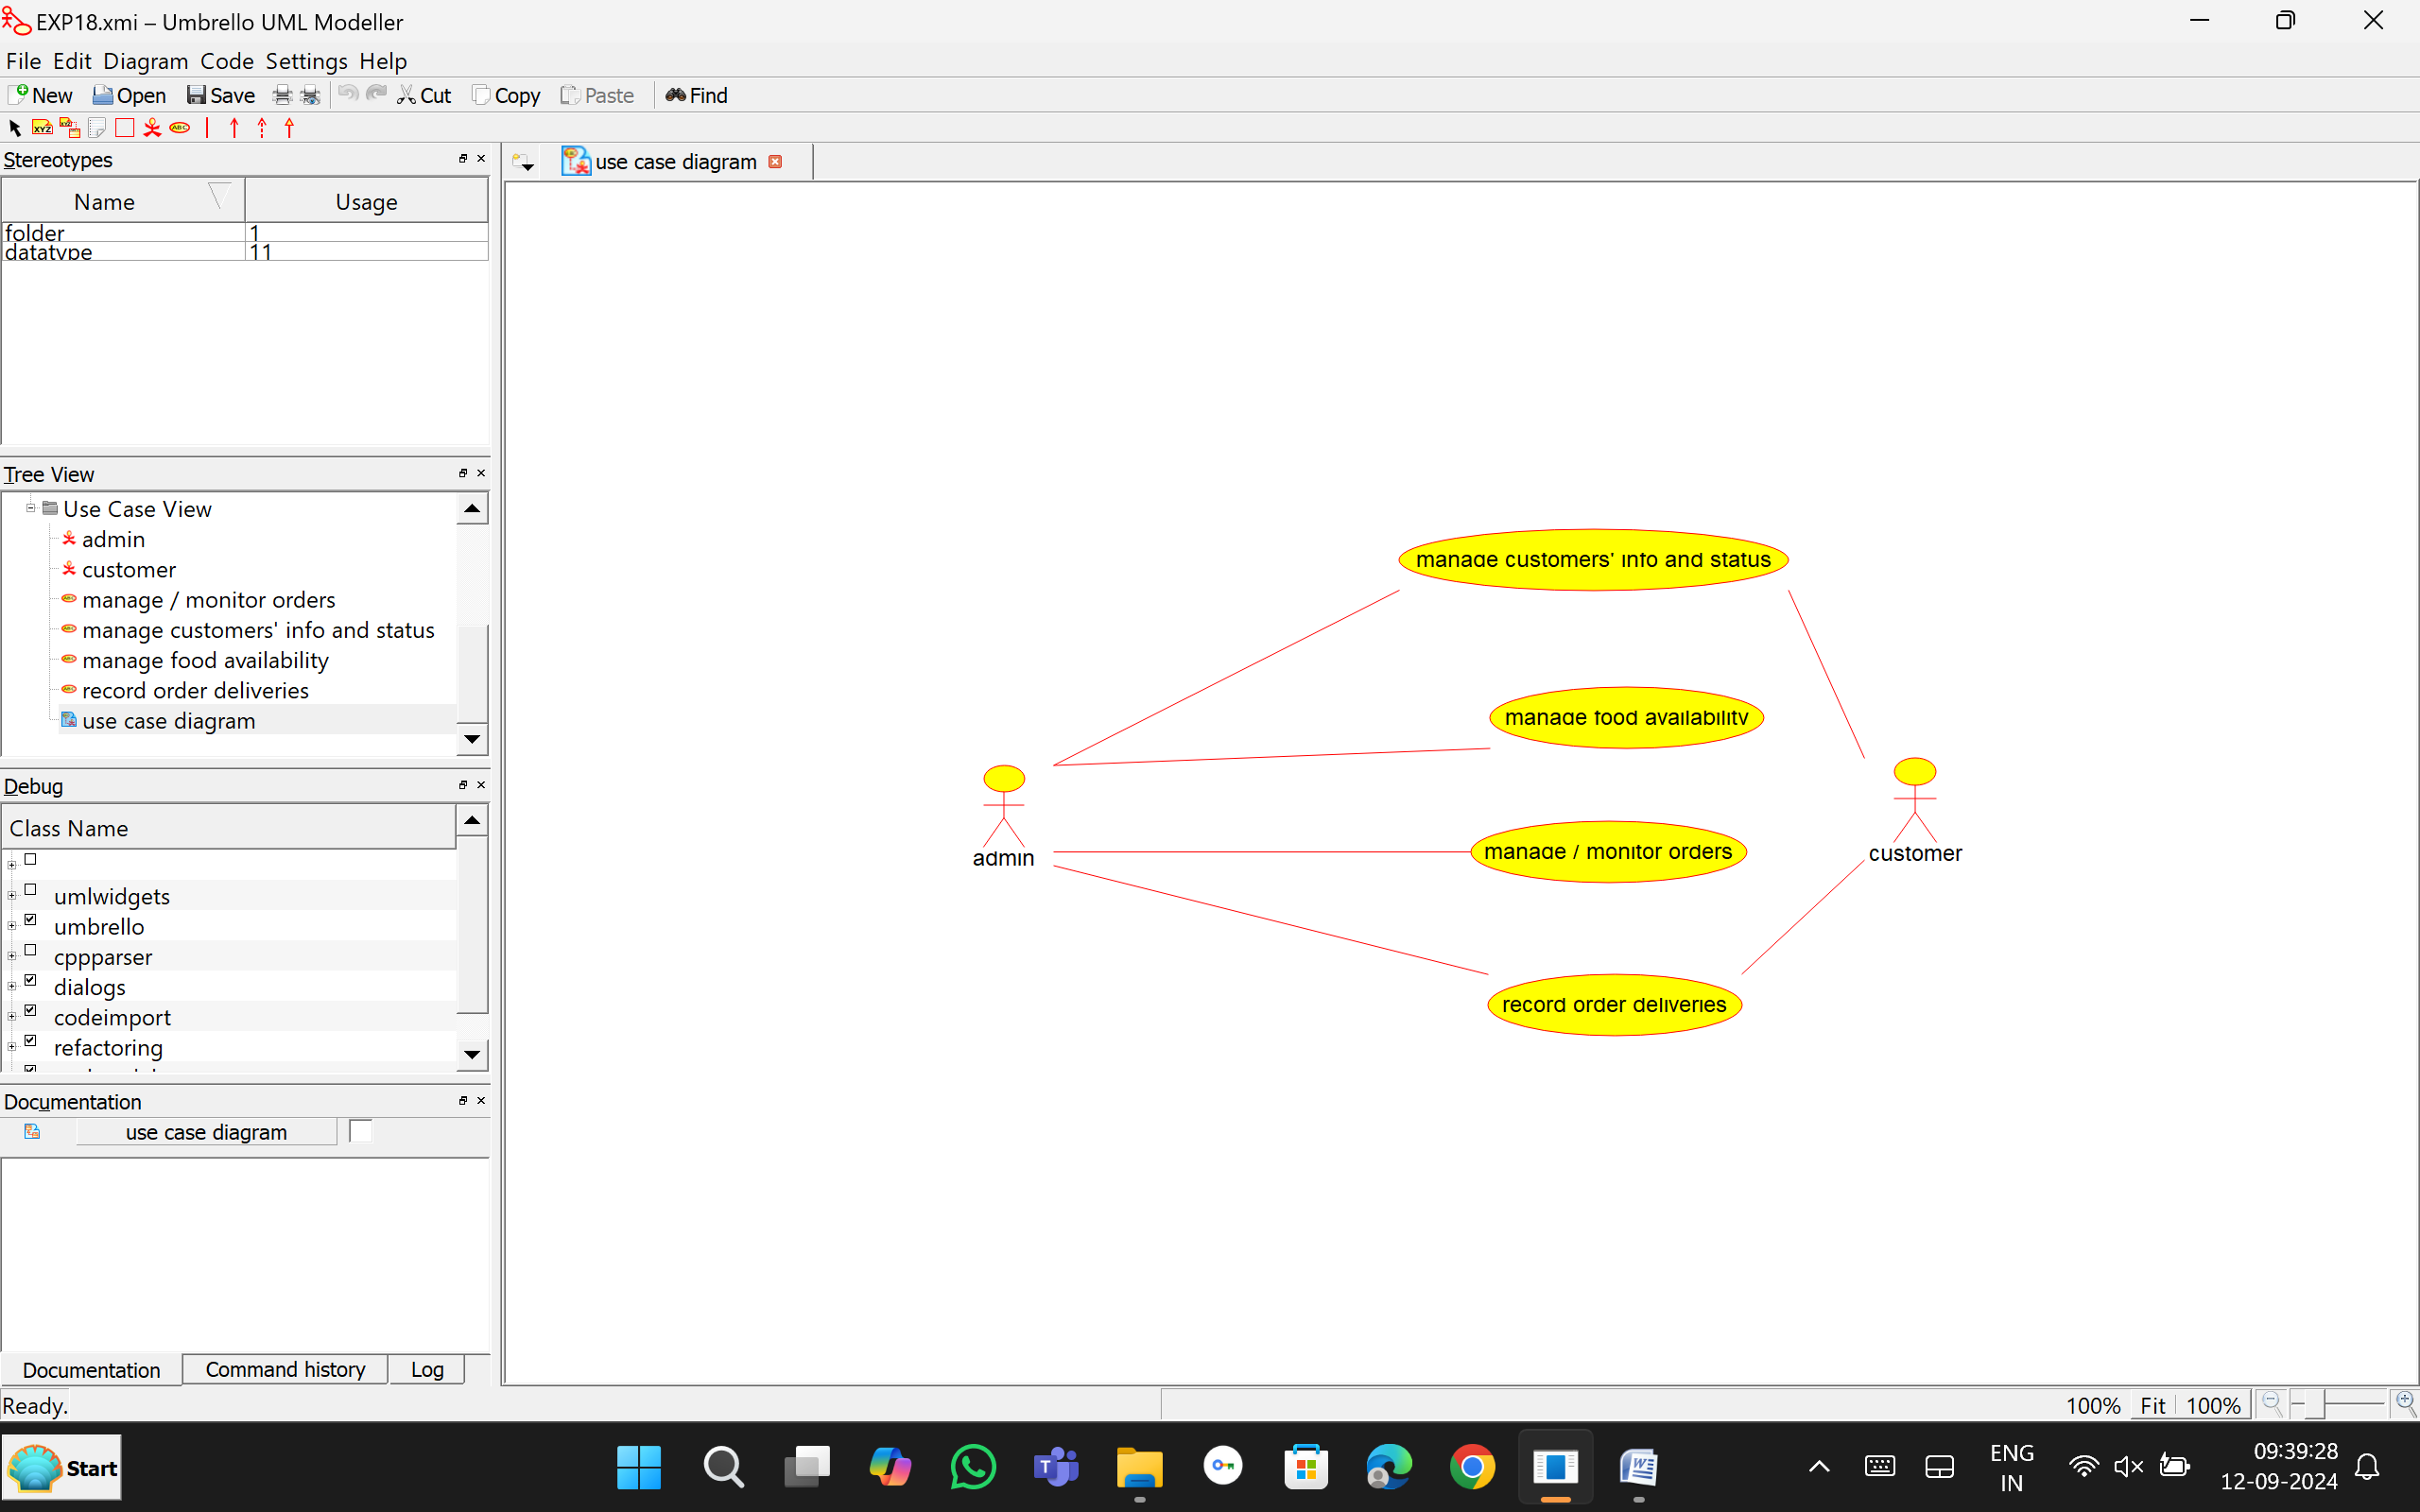 EXP18.xmi – Umbrello UML Modeller
File Edit Diagram Code Settings Help
New Open Save Cut Copy Paste Find
Stereotypes
Name Usage
folder 1
datatype 11
Tree View
Use Case View
admin
customer
manage / monitor orders
manage customers' info and status
manage food availability
record order deliveries
use case diagram
Debug
Class Name
umlwidgets
umbrello
cppparser
dialogs
codeimport
refactoring
Documentation
use case diagram
Documentation Command history Log
Ready.
use case diagram
manage customers' info and status
manage food availability
manage / monitor orders
record order deliveries
admin
customer
100% Fit 100%
Start
ENG
IN
09:39:28
12-09-2024